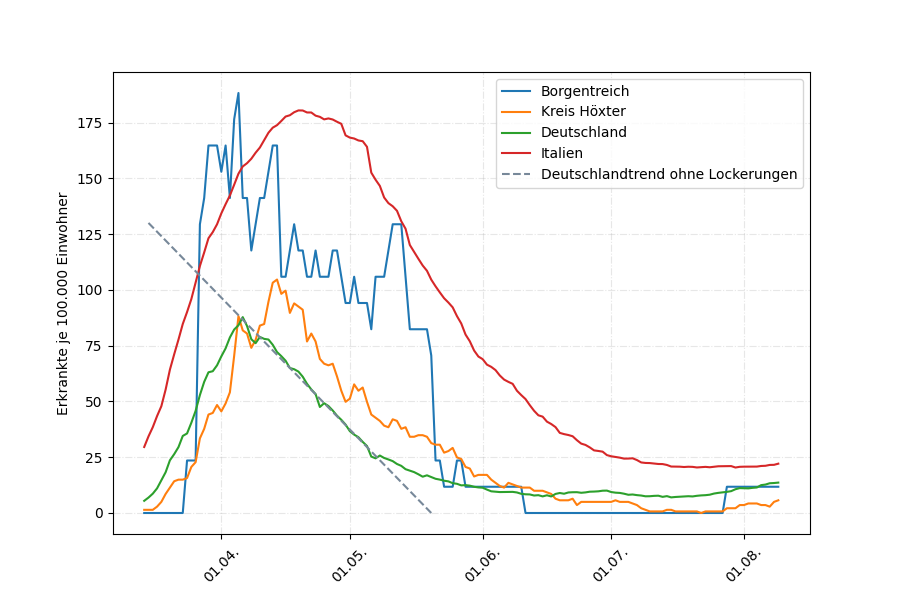 Borgentreich
Kreis Höxter
Deutschland
Italien
Deutschlandtrend ohne Lockerungen
Erkrankte je 100.000 Einwohner
175
150
125
100
75
50
25
0
01.04.
01.05.
01.06.
01.07.
01.08.